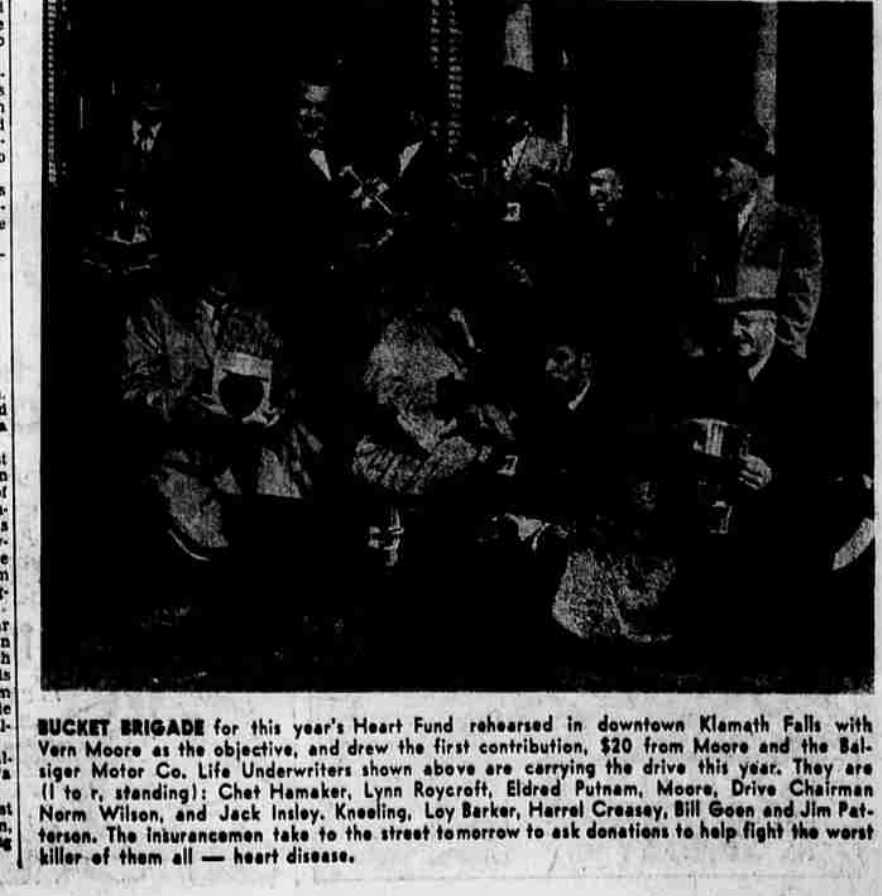 BUCKET BRIGADE for this year's Heart Fund rehearsed in downtown Klamath Falls with
Vern Moore as the objective, and drew the first contribution, $20 from Moore and the Bal-
siger Motor Co. Life Underwriters shown above are carrying the drive this year. They are
(l to r, standing): Chet Hamaker, Lynn Roycroft, Eldred Putnam, Moore, Drive Chairman
Norm Wilson, and Jack Insley. Kneeling, Loy Barker, Harrel Creasey, Bill Goen and Jim Pat-
terson. The insurancemen take to the street tomorrow to ask donations to help fight the worst
killer of them all — heart disease.